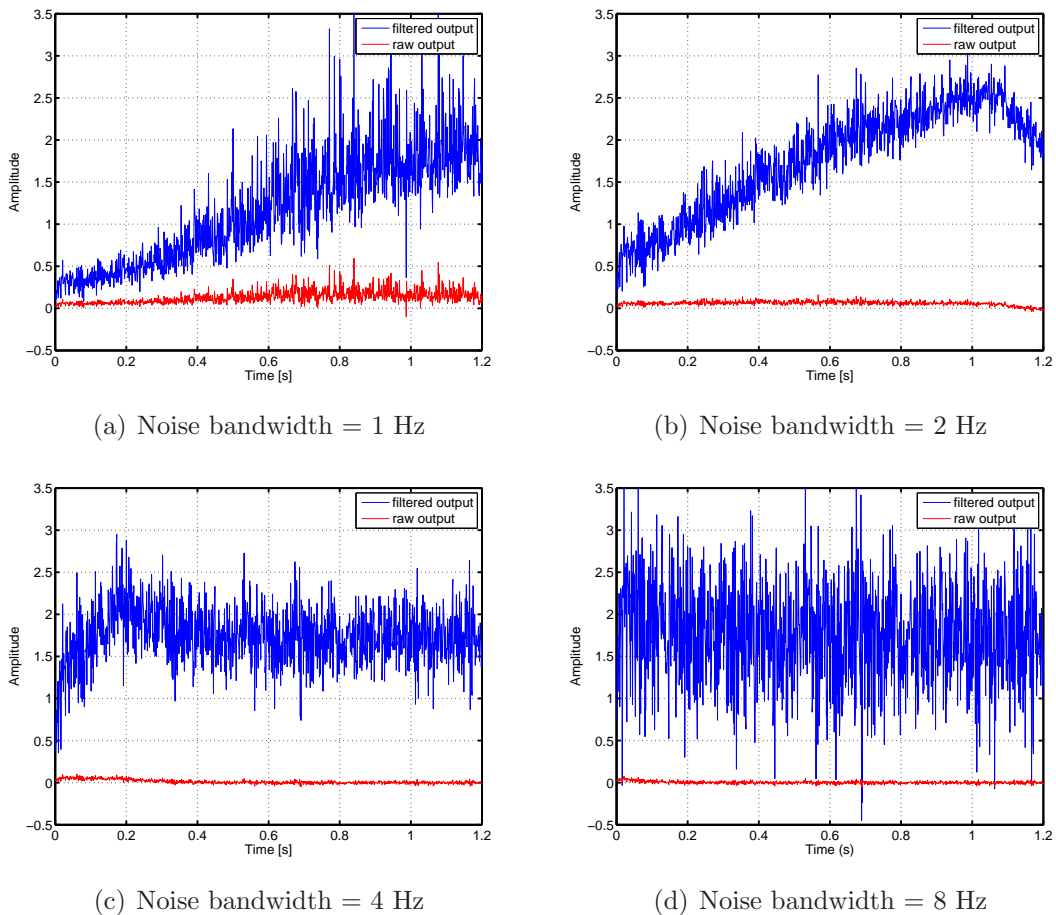 3.5
3
2.5
2
1.5
1
0.5
0
−0.5
0 0.2 0.4 0.6 0.8 1 1.2
Amplitude
Time [s]
filtered output
raw output
(a) Noise bandwidth = 1 Hz
3.5
3
2.5
2
1.5
1
0.5
0
−0.5
0 0.2 0.4 0.6 0.8 1 1.2
Amplitude
Time [s]
filtered output
raw output
(b) Noise bandwidth = 2 Hz
3.5
3
2.5
2
1.5
1
0.5
0
−0.5
0 0.2 0.4 0.6 0.8 1 1.2
Amplitude
Time [s]
filtered output
raw output
(c) Noise bandwidth = 4 Hz
3.5
3
2.5
2
1.5
1
0.5
0
−0.5
0 0.2 0.4 0.6 0.8 1 1.2
Amplitude
Time (s)
filtered output
raw output
(d) Noise bandwidth = 8 Hz